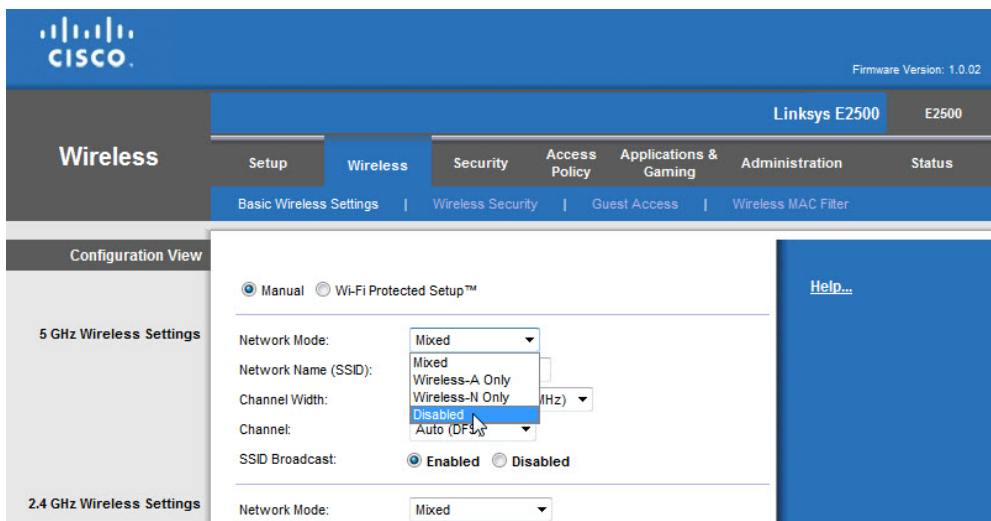 CISCO.
Firmware Version: 1.0.02
Linksys E2500 E2500
Wireless
Setup Wireless Security Access Policy Applications & Gaming Administration Status
Basic Wireless Settings | Wireless Security | Guest Access | Wireless MAC Filter
Configuration View
Manual Wi-Fi Protected Setup™
Help...
5 GHz Wireless Settings
Network Mode: Mixed
Mixed
Network Name (SSID):
Wireless-A Only
Wireless-N Only
Channel Width: MHz)
Disabled
Channel: Auto (DFS
SSID Broadcast: Enabled Disabled
2.4 GHz Wireless Settings
Network Mode: Mixed